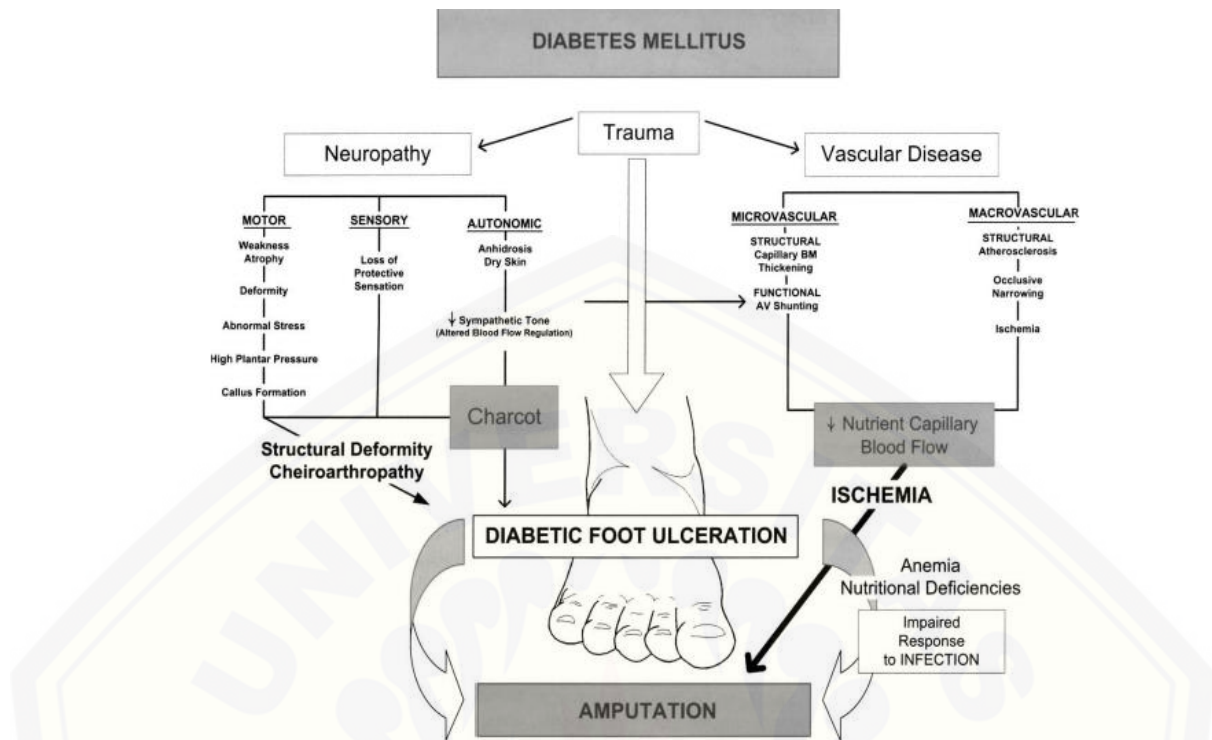 DIABETES MELLITUS
Trauma
Neuropathy
Vascular Disease
MOTOR
Weakness
Atrophy
Deformity
Abnormal Stress
High Plantar Pressure
Callus Formation
SENSORY
Loss of
Protective
Sensation
AUTONOMIC
Anhidrosis
Dry Skin
↓ Sympathetic Tone
(Altered Blood Flow Regulation)
MICROVASCULAR
STRUCTURAL
Capillary BM
Thickening
FUNCTIONAL
AV Shunting
MACROVASCULAR
STRUCTURAL
Atherosclerosis
Occlusive
Narrowing
Ischemia
Charcot
↓ Nutrient Capillary
Blood Flow
Structural Deformity
Cheiroarthropathy
ISCHEMIA
DIABETIC FOOT ULCERATION
Anemia
Nutritional Deficiencies
Impaired
Response
to INFECTION
AMPUTATION